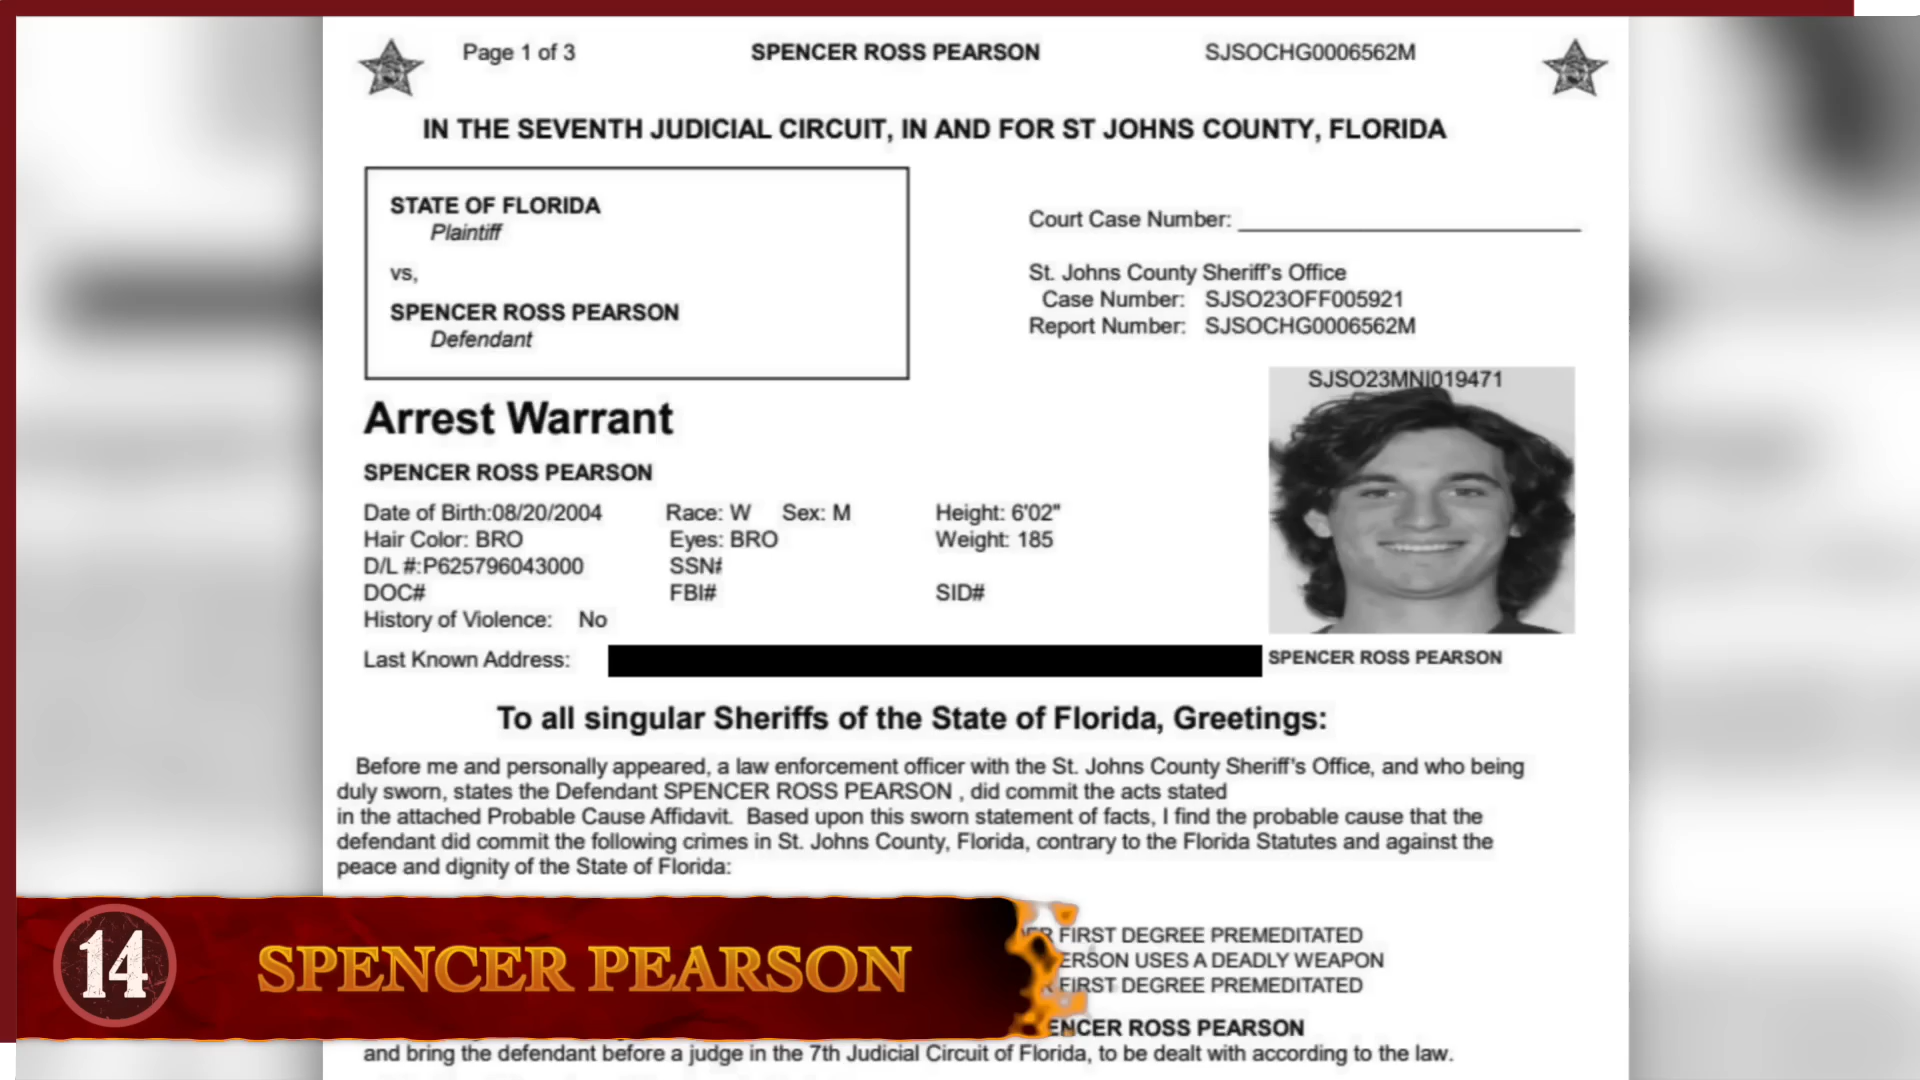 Page 1 of 3 SPENCER ROSS PEARSON SJSOCHG0006562M
IN THE SEVENTH JUDICIAL CIRCUIT, IN AND FOR ST JOHNS COUNTY, FLORIDA
STATE OF FLORIDA
Plaintiff
vs,
SPENCER ROSS PEARSON
Defendant
Court Case Number:
St. Johns County Sheriff's Office
Case Number: SJSO23OFF005921
Report Number: SJSOCHG0006562M
SJSO23MNI019471
Arrest Warrant
SPENCER ROSS PEARSON
Date of Birth:08/20/2004 Race: W Sex: M Height: 6'02"
Hair Color: BRO Eyes: BRO Weight: 185
D/L #:P625796043000 SSN#
DOC# FBI# SID#
History of Violence: No
Last Known Address:
SPENCER ROSS PEARSON
To all singular Sheriffs of the State of Florida, Greetings:
Before me and personally appeared, a law enforcement officer with the St. Johns County Sheriff's Office, and who being
duly sworn, states the Defendant SPENCER ROSS PEARSON , did commit the acts stated
in the attached Probable Cause Affidavit. Based upon this sworn statement of facts, I find the probable cause that the
defendant did commit the following crimes in St. Johns County, Florida, contrary to the Florida Statutes and against the
peace and dignity of the State of Florida:
FIRST DEGREE PREMEDITATED
ERSON USES A DEADLY WEAPON
FIRST DEGREE PREMEDITATED
ENCER ROSS PEARSON
and bring the defendant before a judge in the 7th Judicial Circuit of Florida, to be dealt with according to the law.
14 SPENCER PEARSON